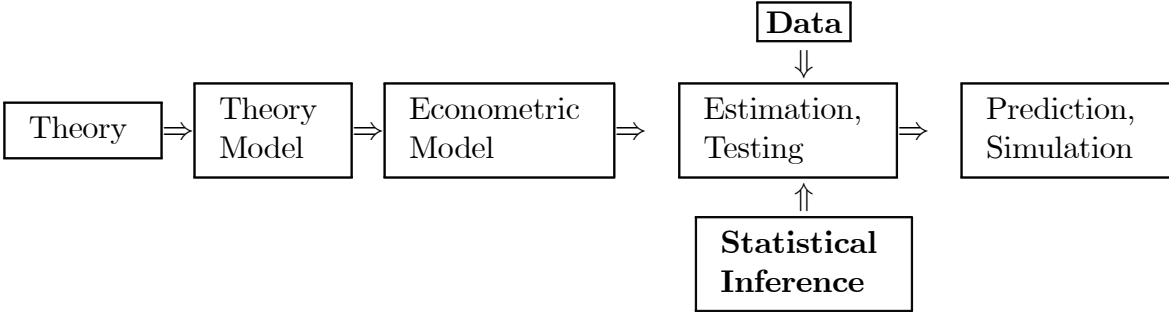 Data
⇓
Theory ⇒ Theory Model ⇒ Econometric Model ⇒ Estimation, Testing ⇒ Prediction, Simulation
⇑
Statistical
Inference